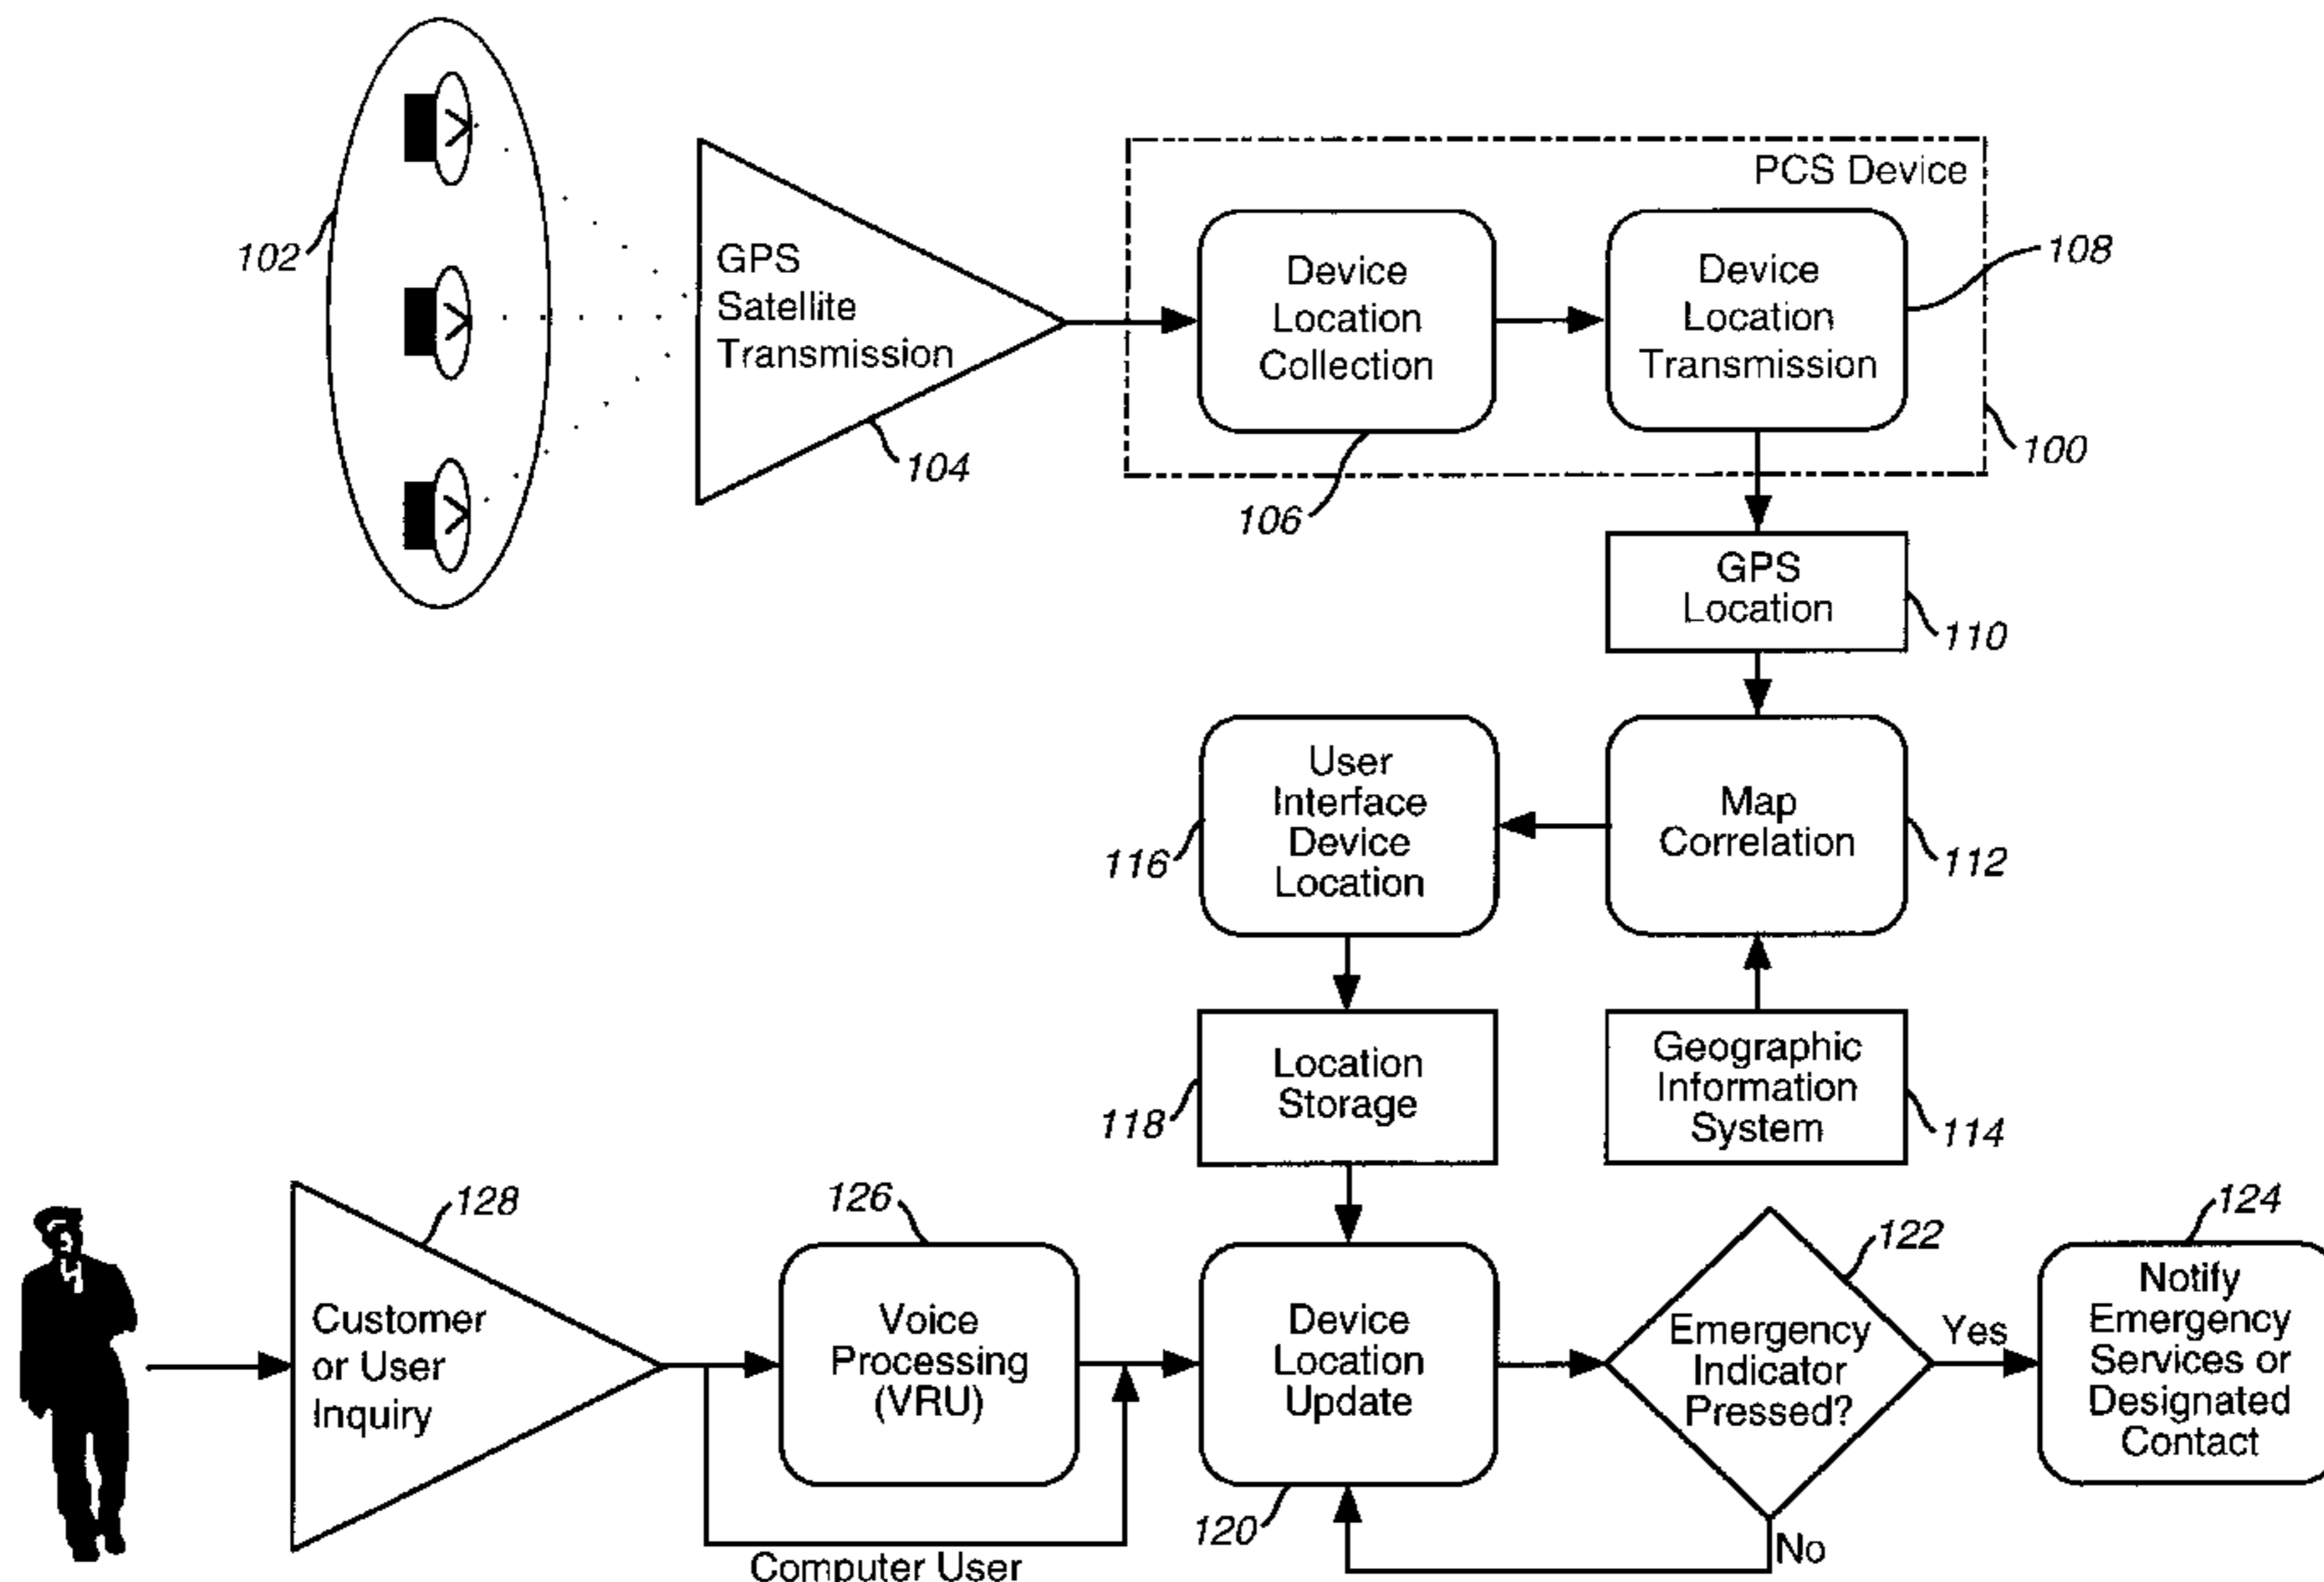 PCS Device
102
GPS
Satellite
Transmission
104
Device
Location
Collection
106
Device
Location
Transmission
108
100
GPS
Location
110
User
Interface
Device
Location
116
Map
Correlation
112
Location
Storage
118
Geographic
Information
System
114
Customer
or User
Inquiry
128
Voice
Processing
(VRU)
126
Computer User
Device
Location
Update
120
Emergency
Indicator
Pressed?
122
Yes
No
Notify
Emergency
Services or
Designated
Contact
124